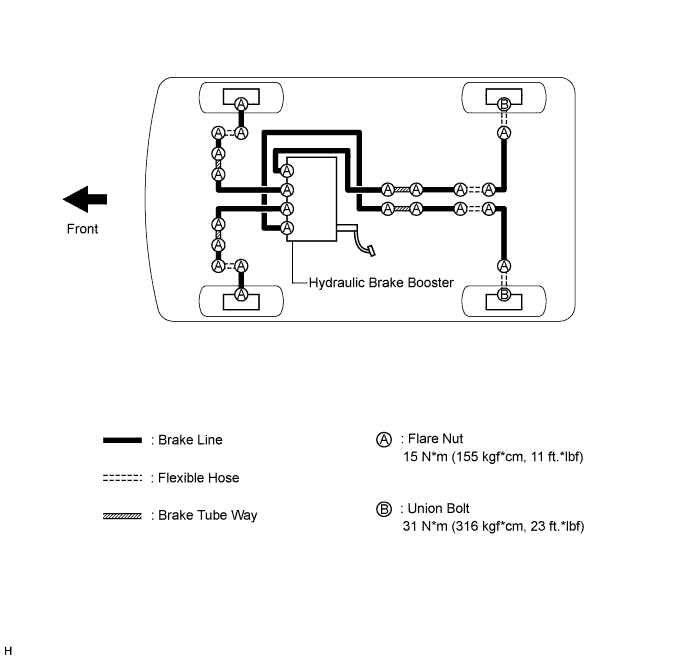 A A
B
A A A
A
A A
A
A A A A A
A
A A A A A
A
A
A
A A A
A
B
Front
Hydraulic Brake Booster
: Brake Line
A : Flare Nut
15 N*m (155 kgf*cm, 11 ft.*lbf)
: Flexible Hose
: Brake Tube Way
B : Union Bolt
31 N*m (316 kgf*cm, 23 ft.*lbf)
H